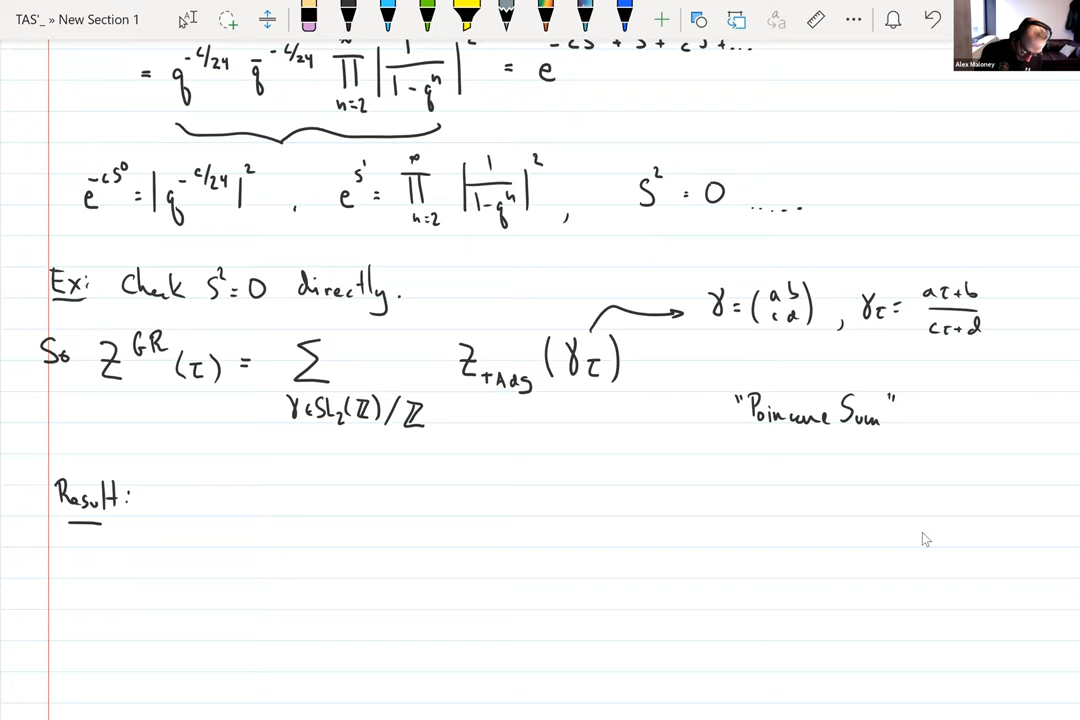 TAS'_ » New Section 1
Alex Maloney
= q^{-c/24} q̄^{-c/24} ∏_{n=2}^{∞} |1/(1-q^n)|^2 = e
e^{-cS^0} = |q^{-c/24}|^2 , e^{S^1} = ∏_{n=2}^{∞} |1/(1-q^n)|^2 , S^2 = 0 .....
Ex: Check S^2=0 directly.
γ = (a b c d) , γτ = (aτ+b)/(cτ+d)
So Z^{GR}(τ) = Σ_{γ∈SL_2(ℤ)/ℤ} Z_{tAdS}(γτ)
"Poincare Sum"
Result: